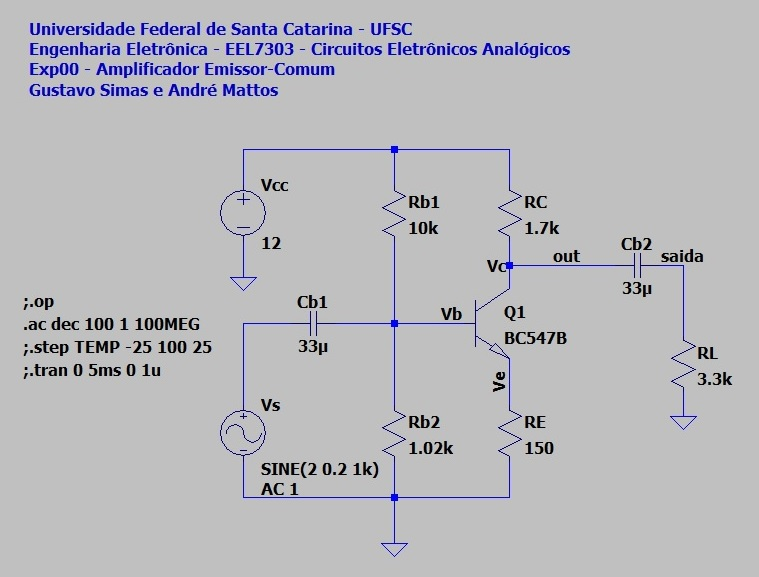 Universidade Federal de Santa Catarina - UFSC
Engenharia Eletrônica - EEL7303 - Circuitos Eletrônicos Analógicos
Exp00 - Amplificador Emissor-Comum
Gustavo Simas e André Mattos
Vcc
12
Rb1
10k
RC
1.7k
Vc
out
Cb2
33µ
saida
;.op
.ac dec 100 1 100MEG
;.step TEMP -25 100 25
;.tran 0 5ms 0 1u
Cb1
33µ
Vb
Q1
BC547B
RL
3.3k
Vs
SINE(2 0.2 1k)
AC 1
Rb2
1.02k
Ve
RE
150